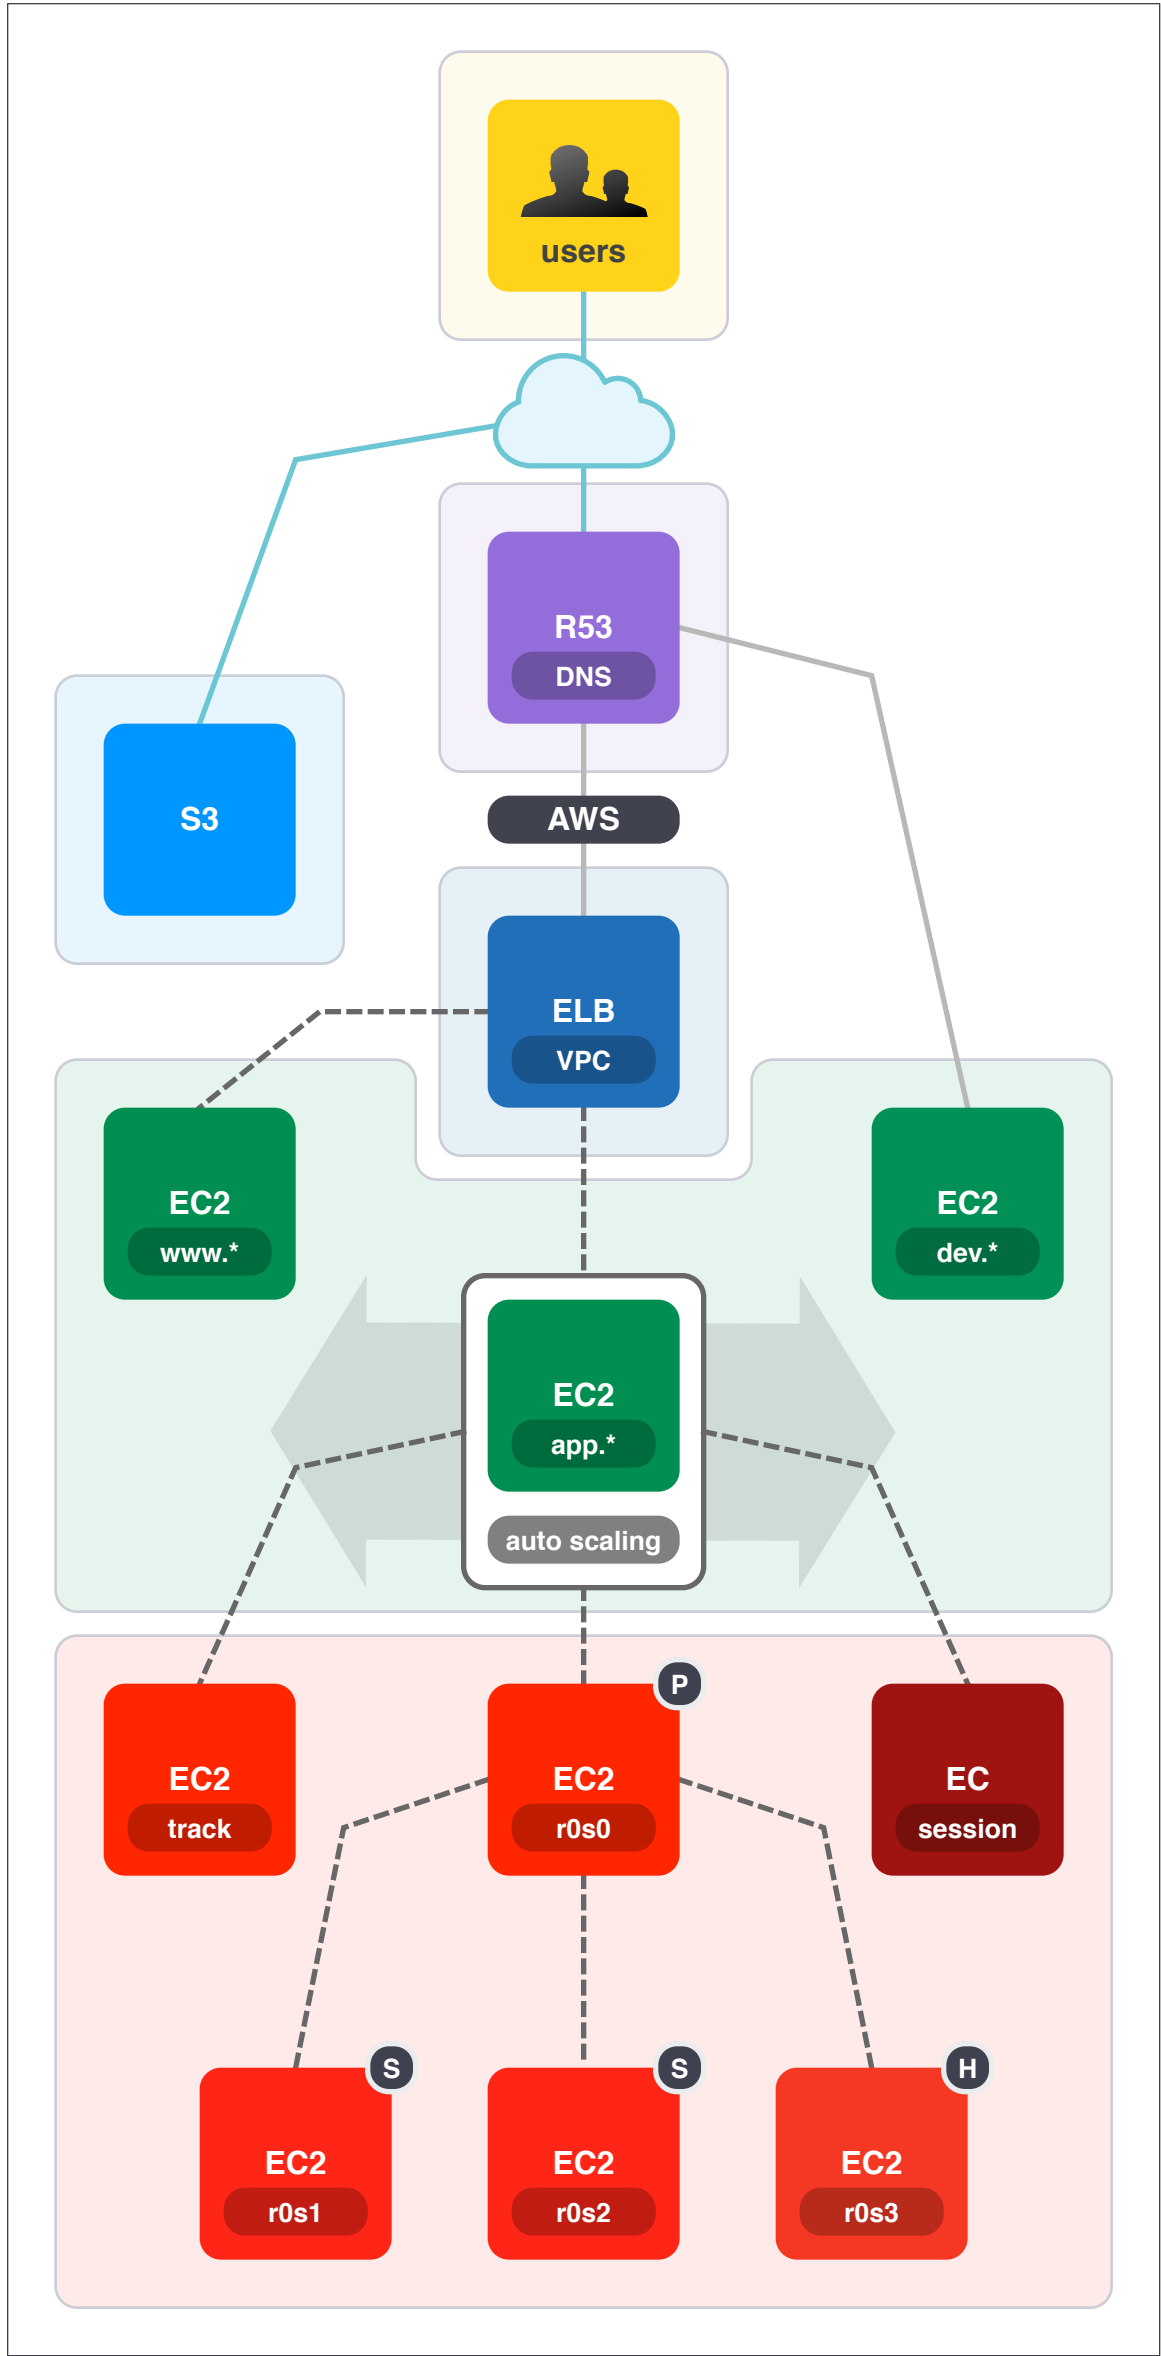 users
R53
DNS
S3
AWS
ELB
VPC
EC2
www.*
EC2
dev.*
EC2
app.*
auto scaling
P
EC2
track
EC2
r0s0
EC
session
S
S
H
EC2
r0s1
EC2
r0s2
EC2
r0s3